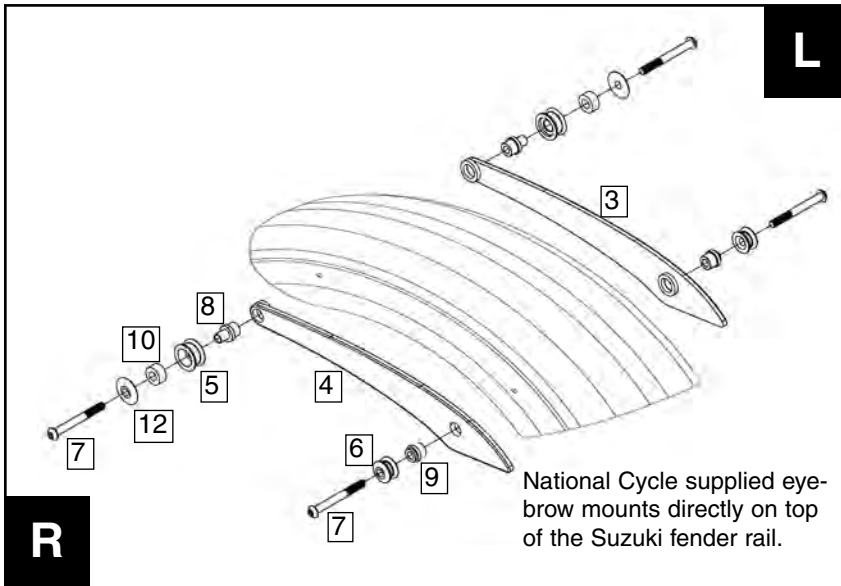 L
3
8
10
5
4
12
7
6
9
7
National Cycle supplied eye-
brow mounts directly on top
of the Suzuki fender rail.
R